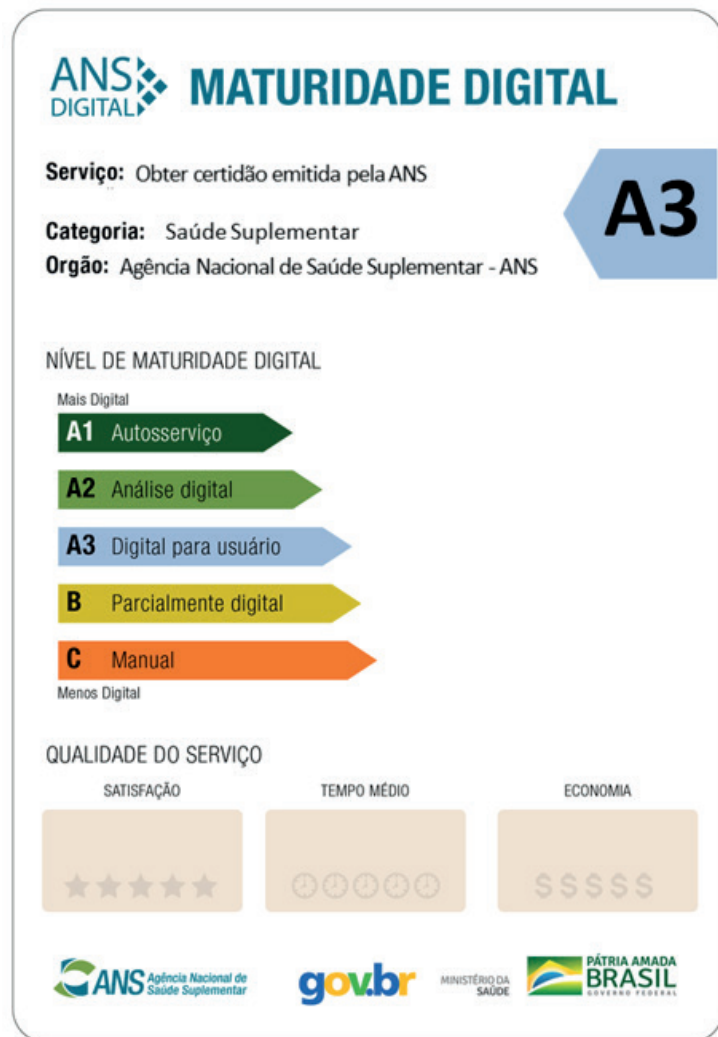 ANS
DIGITAL
MATURIDADE DIGITAL
Serviço: Obter certidão emitida pela ANS
A3
Categoria: Saúde Suplementar
Orgão: Agência Nacional de Saúde Suplementar - ANS
NÍVEL DE MATURIDADE DIGITAL
Mais Digital
A1 Autosserviço
A2 Análise digital
A3 Digital para usuário
B Parcialmente digital
C Manual
Menos Digital
QUALIDADE DO SERVIÇO
SATISFAÇÃO TEMPO MÉDIO ECONOMIA
$$$$$
ANS Agência Nacional de
Saúde Suplementar
gov.br
MINISTÉRIO DA
SAÚDE
PÁTRIA AMADA
BRASIL
GOVERNO FEDERAL